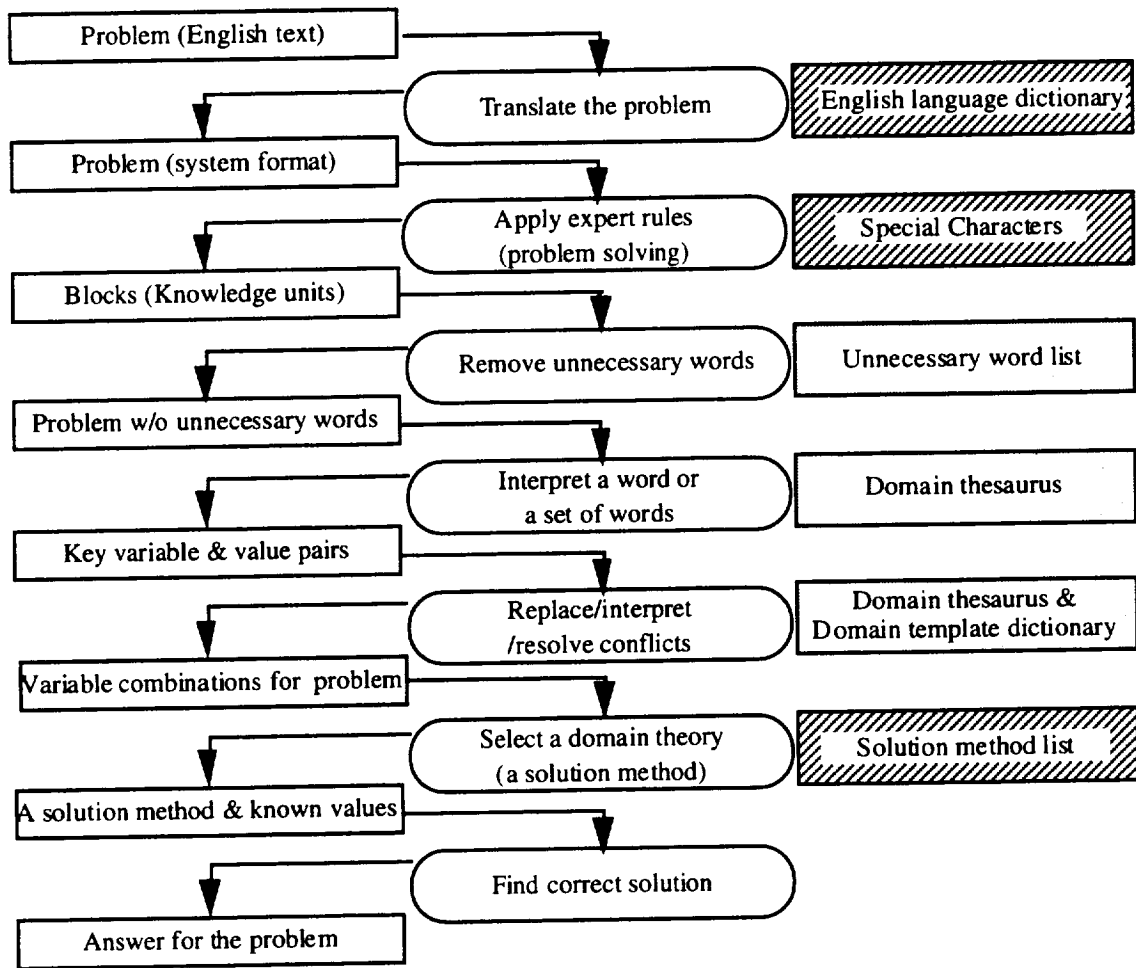 Problem (English text)
Translate the problem
English language dictionary
Problem (system format)
Apply expert rules
(problem solving)
Special Characters
Blocks (Knowledge units)
Remove unnecessary words
Unnecessary word list
Problem w/o unnecessary words
Interpret a word or
a set of words
Domain thesaurus
Key variable & value pairs
Replace/interpret
/resolve conflicts
Domain thesaurus &
Domain template dictionary
Variable combinations for problem
Select a domain theory
(a solution method)
Solution method list
A solution method & known values
Find correct solution
Answer for the problem